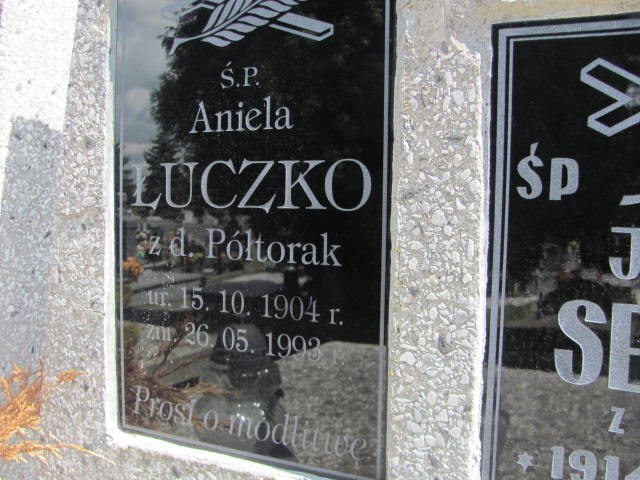 Ś.P.
Aniela
ŁUCZKO
z d. Półtorak
ur. 15. 10. 1904 r.
zm. 26. 05. 1993 r.
Prosi o modlitwę
ŚP
J
SE
z
* 191